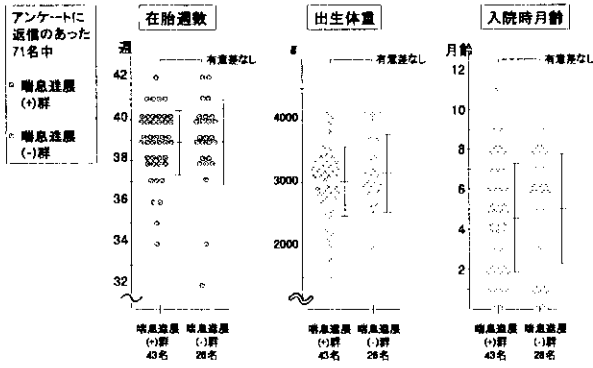 アンケートに
返信のあった
71名中
喘息進展
(+)群
喘息進展
(-)群
在胎週数
週
有意差なし
42
40
38
36
34
32
喘息進展
(+)群
43名
喘息進展
(-)群
26名
出生体重
g
有意差なし
4000
3000
2000
喘息進展
(+)群
43名
喘息進展
(-)群
26名
入院時月齢
月齢
有意差なし
12
10
8
6
4
2
喘息進展
(+)群
43名
喘息進展
(-)群
28名